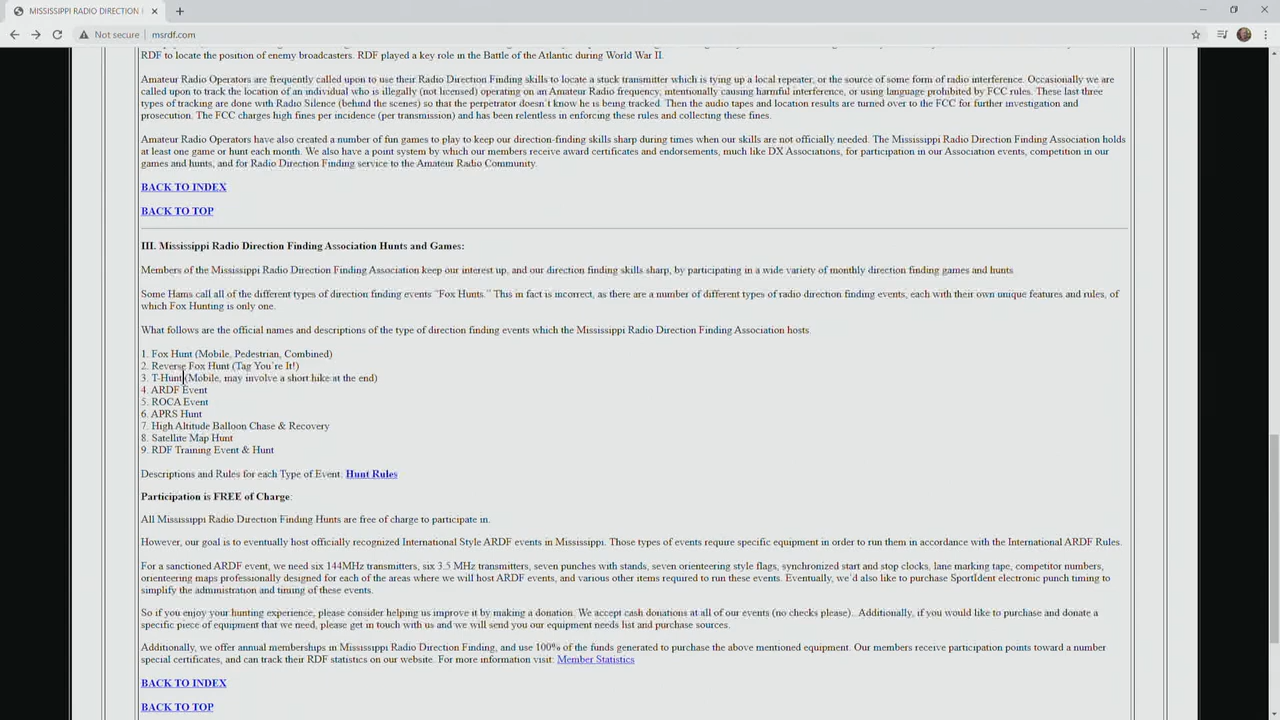 MISSISSIPPI RADIO DIRECTION
Not secure | msrdf.com
RDF to locate the position of enemy broadcasters. RDF played a key role in the Battle of the Atlantic during World War II.
Amateur Radio Operators are frequently called upon to use their Radio Direction Finding skills to locate a stuck transmitter which is tying up a local repeater, or the source of some form of radio interference. Occasionally we are
called upon to track the location of an individual who is illegally (not licensed) operating on an Amateur Radio frequency, intentionally causing harmful interference, or using language prohibited by FCC rules. These last three
types of tracking are done with Radio Silence (behind the scenes) so that the perpetrator doesn't know he is being tracked. Then the audio tapes and location results are turned over to the FCC for further investigation and
prosecution. The FCC charges high fines per incidence (per transmission) and has been relentless in enforcing these rules and collecting these fines.
Amateur Radio Operators have also created a number of fun games to play to keep our direction-finding skills sharp during times when our skills are not officially needed. The Mississippi Radio Direction Finding Association holds
at least one game or hunt each month. We also have a point system by which our members receive award certificates and endorsements, much like DX Associations, for participation in our Association events, competition in our
games and hunts, and for Radio Direction Finding service to the Amateur Radio Community.
BACK TO INDEX
BACK TO TOP
III. Mississippi Radio Direction Finding Association Hunts and Games:
Members of the Mississippi Radio Direction Finding Association keep our interest up, and our direction finding skills sharp, by participating in a wide variety of monthly direction finding games and hunts
Some Hams call all of the different types of direction finding events "Fox Hunts." This in fact is incorrect, as there are a number of different types of radio direction finding events, each with their own unique features and rules, of
which Fox Hunting is only one.
What follows are the official names and descriptions of the type of direction finding events which the Mississippi Radio Direction Finding Association hosts.
1. Fox Hunt (Mobile, Pedestrian, Combined)
2. Reverse Fox Hunt (Tag You're It!)
3. T-Hunt (Mobile, may involve a short hike at the end)
4. ARDF Event
5. ROCA Event
6. APRS Hunt
7. High Altitude Balloon Chase & Recovery
8. Satellite Map Hunt
9. RDF Training Event & Hunt
Descriptions and Rules for each Type of Event: Hunt Rules
Participation is FREE of Charge:
All Mississippi Radio Direction Finding Hunts are free of charge to participate in.
However, our goal is to eventually host officially recognized International Style ARDF events in Mississippi. Those types of events require specific equipment in order to run them in accordance with the International ARDF Rules.
For a sanctioned ARDF event, we need six 144MHz transmitters, six 3.5 MHz transmitters, seven punches with stands, seven orienteering style flags, synchronized start and stop clocks, lane marking tape, competitor numbers,
orienteering maps professionally designed for each of the areas where we will host ARDF events, and various other items required to run these events. Eventually, we'd also like to purchase SportIdent electronic punch timing to
simplify the administration and timing of these events.
So if you enjoy your hunting experience, please consider helping us improve it by making a donation. We accept cash donations at all of our events (no checks please). Additionally, if you would like to purchase and donate a
specific piece of equipment that we need, please get in touch with us and we will send you our equipment needs list and purchase sources.
Additionally, we offer annual memberships in Mississippi Radio Direction Finding, and use 100% of the funds generated to purchase the above mentioned equipment. Our members receive participation points toward a number
special certificates, and can track their RDF statistics on our website. For more information visit: Member Statistics
BACK TO INDEX
BACK TO TOP